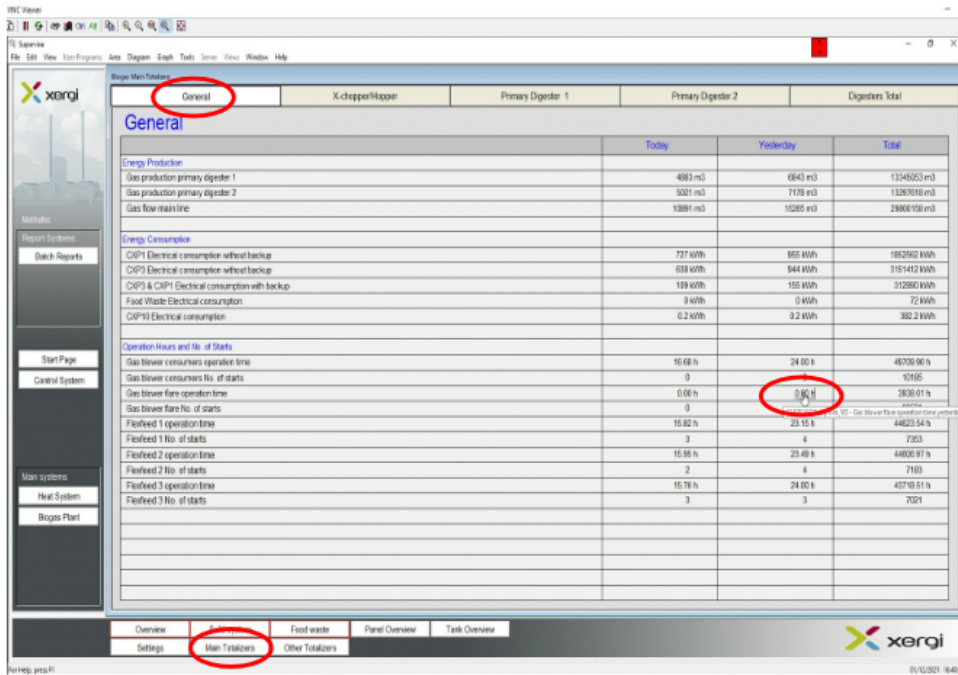 VNC Viewer
Supervise
File Edit View User Programs Area Diagram Graph Tools Server Views Window Help
Biogas Main Totalizers
xergi
General X-chopper/Hopper Primary Digester 1 Primary Digester 2 Digesters Total
General
Today Yesterday Total
Energy Production
Gas production primary digester 1 4883 m3 6843 m3 13345053 m3
Gas production primary digester 2 5021 m3 7178 m3 13297618 m3
Gas flow main line 10891 m3 15265 m3 29800158 m3
Methelec
Report Systems
Batch Reports
Energy Consumption
CXP1 Electrical consumption without backup 727 kWh 955 kWh 1852562 kWh
CXP3 Electrical consumption without backup 638 kWh 944 kWh 3151412 kWh
CXP3 & CXP1 Electrical consumption with backup 109 kWh 155 kWh 312990 kWh
Food Waste Electrical consumption 0 kWh 0 kWh 72 kWh
CXP10 Electrical consumption 0.2 kWh 0.2 kWh 382.2 kWh
Operation Hours and No. of Starts
Start Page
Control System
Gas blower consumers operation time 16.68 h 24.00 h 46709.90 h
Gas blower consumers No. of starts 0 10185
Gas blower flare operation time 0.00 h 3938.01 h
Gas blower flare No. of starts 0
Gas blower flare operation time yesterday
Flexfeed 1 operation time 15.82 h 23.15 h 44623.54 h
Flexfeed 1 No. of starts 3 4 7353
Flexfeed 2 operation time 15.95 h 23.49 h 44806.97 h
Flexfeed 2 No. of starts 2 4 7193
Flexfeed 3 operation time 15.76 h 24.00 h 43718.51 h
Flexfeed 3 No. of starts 3 3 7021
Main systems
Heat System
Biogas Plant
Overview Food waste Panel Overview Tank Overview
Settings Main Totalizers Other Totalizers
xergi
For Help, press F1 01/12/2021 16:40